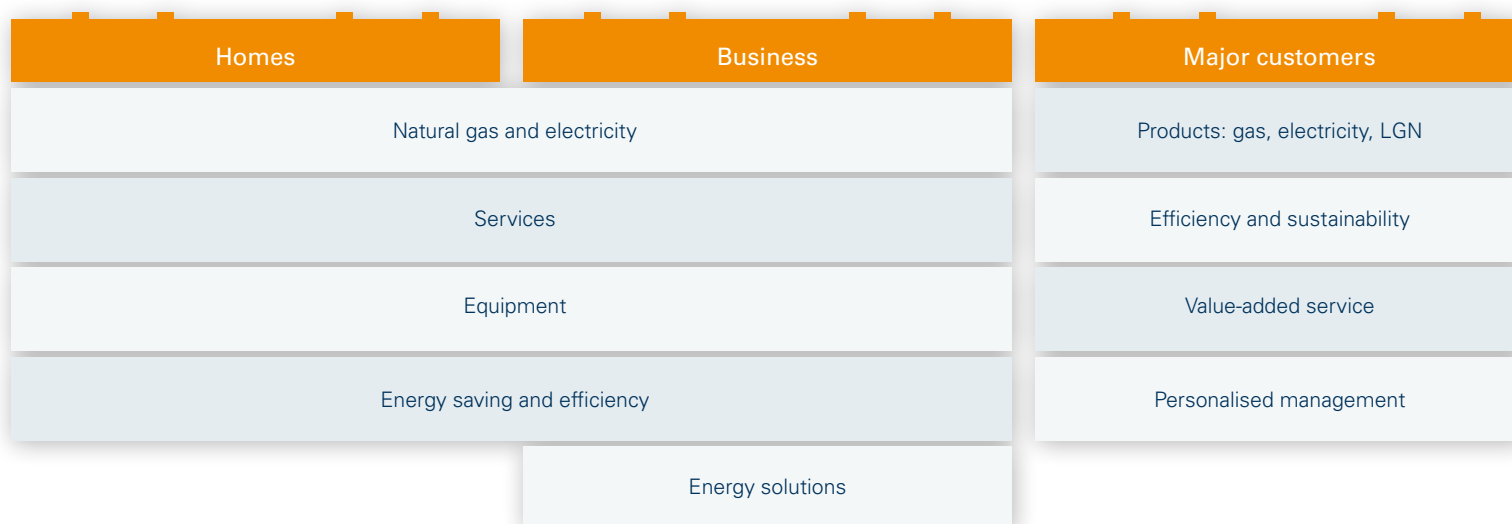 Homes
Business
Major customers
Natural gas and electricity
Products: gas, electricity, LGN
Services
Efficiency and sustainability
Equipment
Value-added service
Energy saving and efficiency
Personalised management
Energy solutions